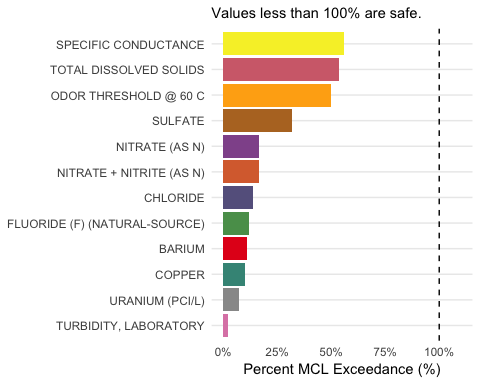 Values less than 100% are safe.
SPECIFIC CONDUCTANCE
TOTAL DISSOLVED SOLIDS
ODOR THRESHOLD @ 60 C
SULFATE
NITRATE (AS N)
NITRATE + NITRITE (AS N)
CHLORIDE
FLUORIDE (F) (NATURAL-SOURCE)
BARIUM
COPPER
URANIUM (PCI/L)
TURBIDITY, LABORATORY
0% 25% 50% 75% 100%
Percent MCL Exceedance (%)